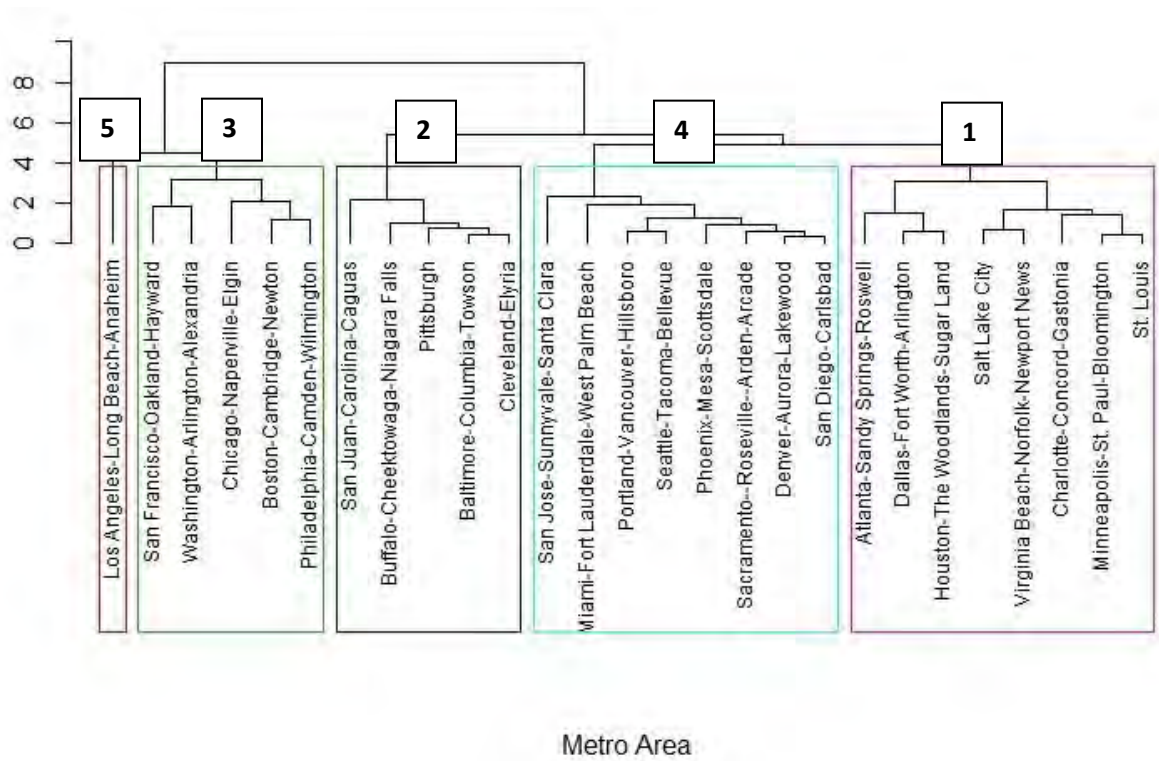 8
6
4
2
0
5
3
2
4
1
Los Angeles-Long Beach-Anaheim
San Francisco-Oakland-Hayward
Washington-Arlington-Alexandria
Chicago-Naperville-Elgin
Boston-Cambridge-Newton
Philadelphia-Camden-Wilmington
San Juan-Carolina-Caguas
Buffalo-Cheektowaga-Niagara Falls
Pittsburgh
Baltimore-Columbia-Towson
Cleveland-Elyria
San Jose-Sunnyvale-Santa Clara
Miami-Fort Lauderdale-West Palm Beach
Portland-Vancouver-Hillsboro
Seattle-Tacoma-Bellevue
Phoenix-Mesa-Scottsdale
Sacramento--Roseville--Arden-Arcade
Denver-Aurora-Lakewood
San Diego-Carlsbad
Atlanta-Sandy Springs-Roswell
Dallas-Fort Worth-Arlington
Houston-The Woodlands-Sugar Land
Salt Lake City
Virginia Beach-Norfolk-Newport News
Charlotte-Concord-Gastonia
Minneapolis-St. Paul-Bloomington
St. Louis
Metro Area